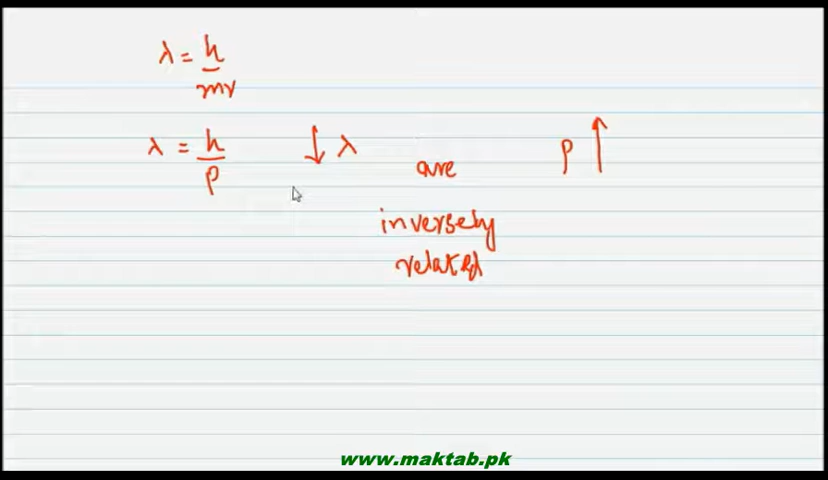 λ = h/mv
λ = h/p ↓ λ are p ↑
inversely
related
www.maktab.pk